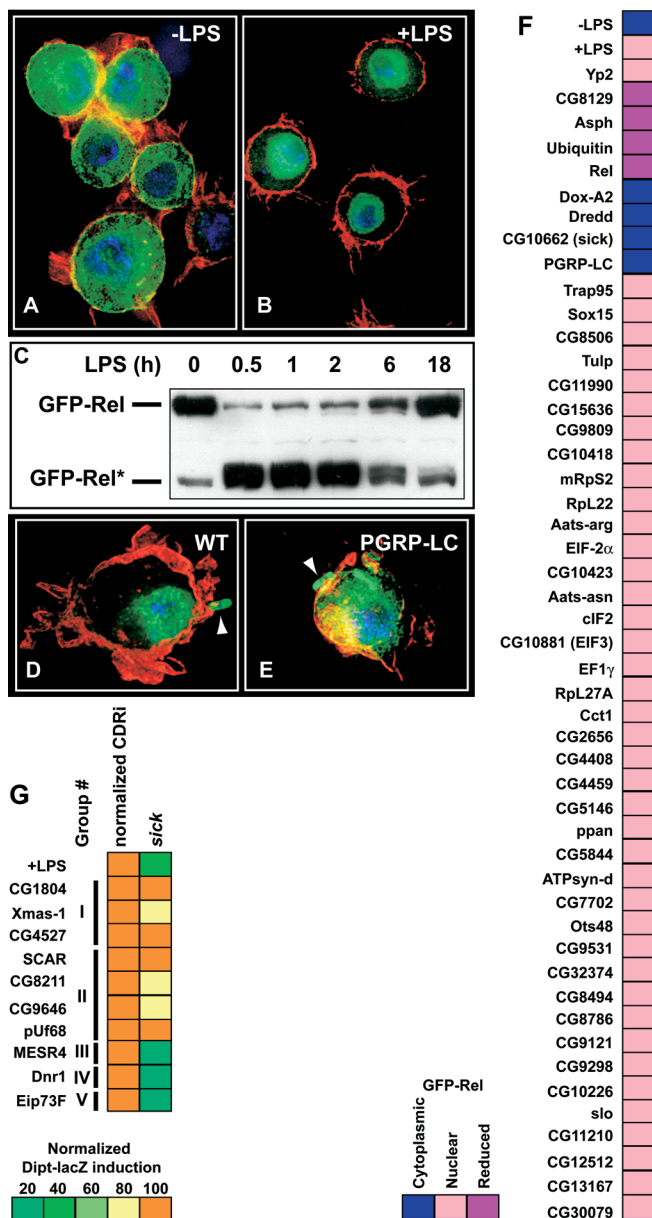 -LPS
A
+LPS
B
C
LPS (h) 0 0.5 1 2 6 18
GFP-Rel
GFP-Rel*
WT
D
PGRP-LC
E
F
-LPS
+LPS
Yp2
CG8129
Asph
Ubiquitin
Rel
Dox-A2
Dredd
CG10662 (sick)
PGRP-LC
Trap95
Sox15
CG8506
Tulp
CG11990
CG15636
CG9809
CG10418
mRpS2
RpL22
Aats-arg
EIF-2α
CG10423
Aats-asn
cIF2
CG10881 (EIF3)
EF1γ
RpL27A
Cct1
CG2656
CG4408
CG4459
CG5146
ppan
CG5844
ATPsyn-d
CG7702
Ots48
CG9531
CG32374
CG8494
CG8786
CG9121
CG9298
CG10226
slo
CG11210
CG12512
CG13167
CG30079
G
Group #
normalized CDRi
sick
+LPS
CG1804
Xmas-1
CG4527
I
SCAR
CG8211
CG9646
pUf68
II
MESR4 III
Dnr1 IV
Eip73F V
Normalized
Dipt-lacZ induction
20 40 60 80 100
GFP-Rel
Cytoplasmic
Nuclear
Reduced